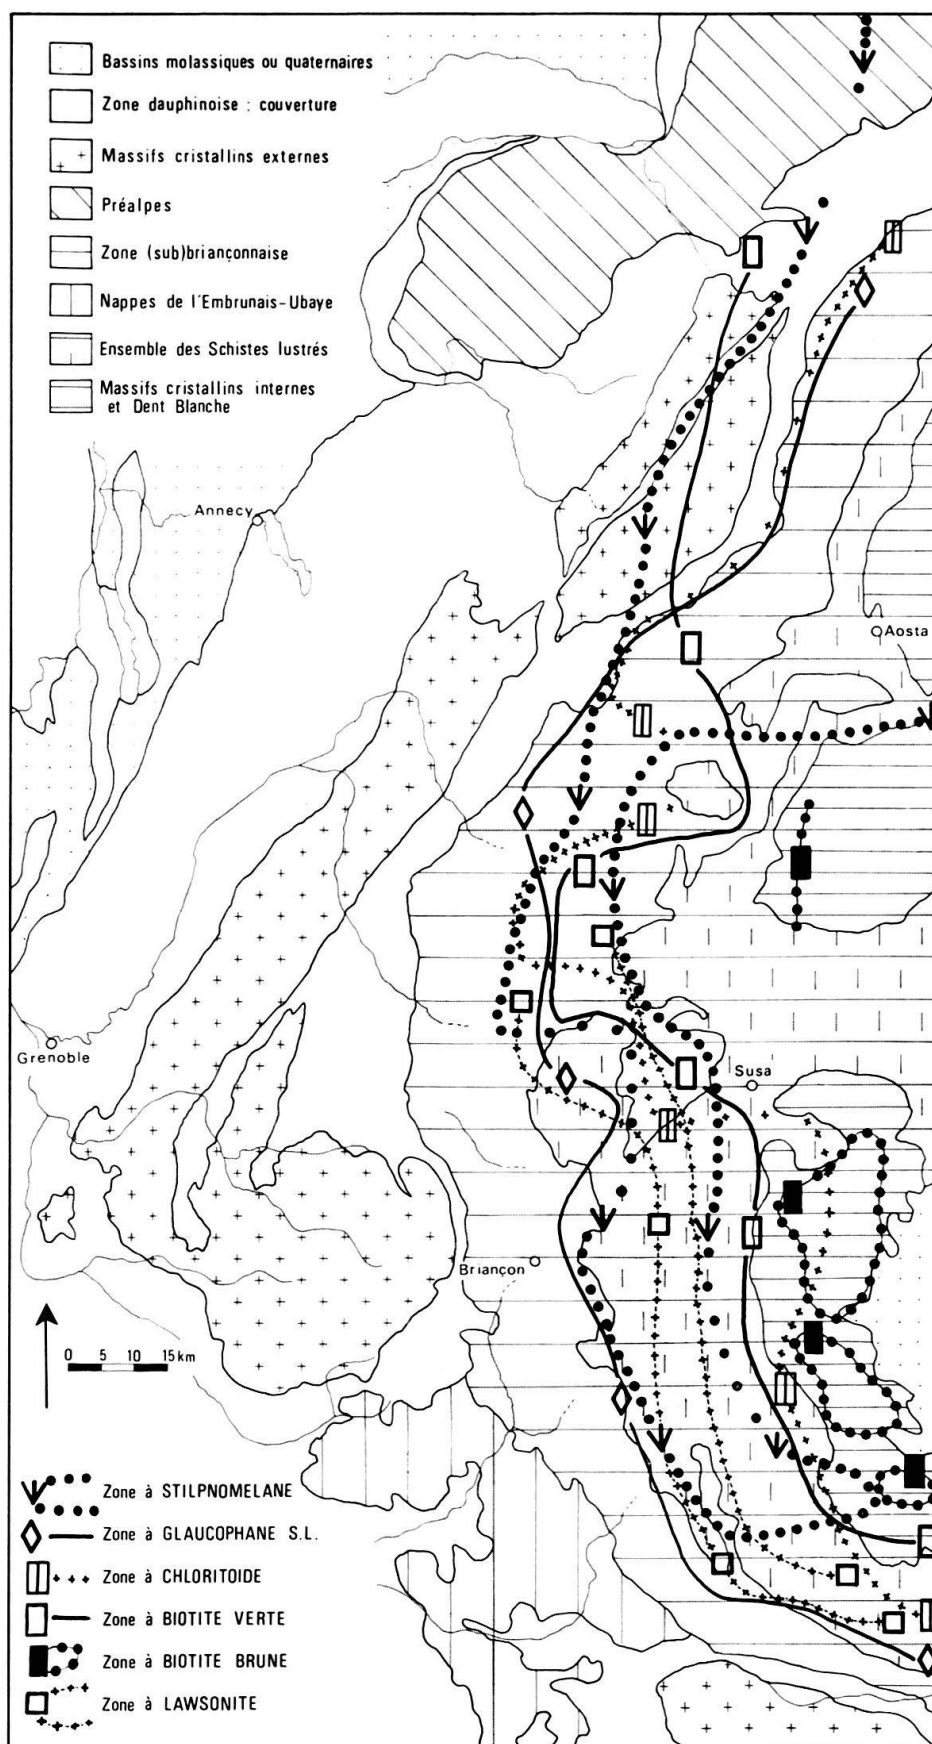 Bassins molassiques ou quaternaires
Zone dauphinoise : couverture
Massifs cristallins externes
Préalpes
Zone (sub)briançonnaise
Nappes de l'Embrunais-Ubaye
Ensemble des Schistes lustrés
Massifs cristallins internes
et Dent Blanche
Annecy
Aosta
Grenoble
Susa
Briançon
0 5 10 15 km
Zone à STILPNOMELANE
Zone à GLAUCOPHANE S.L.
Zone à CHLORITOIDE
Zone à BIOTITE VERTE
Zone à BIOTITE BRUNE
Zone à LAWSONITE